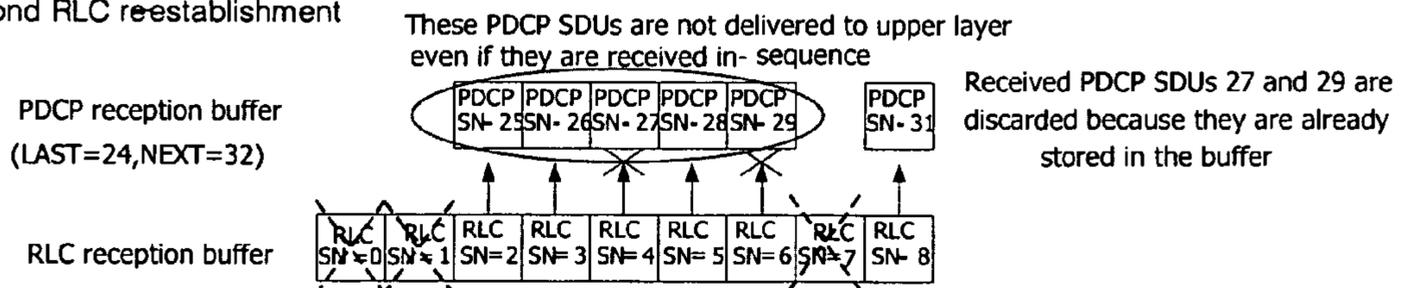 ond RLC reestablishment
These PDCP SDUs are not delivered to upper layer
even if they are received in- sequence
PDCP reception buffer
(LAST=24,NEXT=32)
PDCP SN- 25 PDCP SN- 26 PDCP SN- 27 PDCP SN- 28 PDCP SN- 29 PDCP SN- 31
Received PDCP SDUs 27 and 29 are
discarded because they are already
stored in the buffer
RLC reception buffer
RLC SN=0 RLC SN=1 RLC SN=2 RLC SN=3 RLC SN=4 RLC SN=5 RLC SN=6 RLC SN=7 RLC SN- 8